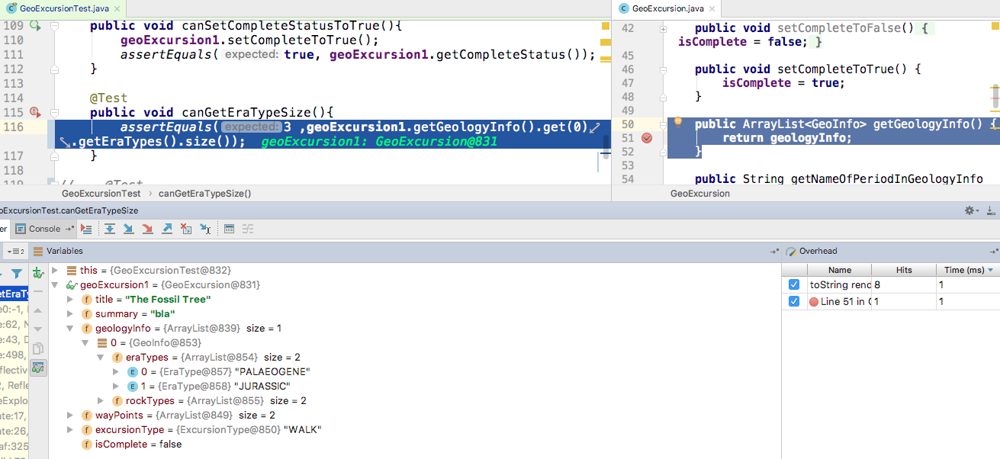 GeoExcursionTest.java
109 public void canSetCompleteStatusToTrue(){
110 geoExcursion1.setCompleteToTrue();
111 assertEquals( expected: true, geoExcursion1.getCompleteStatus());
112 }
113
114 @Test
115 public void canGetEraTypeSize(){
116 assertEquals( expected: 3 ,geoExcursion1.getGeologyInfo().get(0)
.getEraTypes().size()); geoExcursion1: GeoExcursion@831
117 }
118
119 // @Test
GeoExcursionTest › canGetEraTypeSize()
GeoExcursion.java
42 public void setCompleteToFalse() {
isComplete = false; }
45
46 public void setCompleteToTrue() {
47 isComplete = true;
48 }
49
50 public ArrayList<GeoInfo> getGeologyInfo() {
51 return geologyInfo;
52 }
53
54 public String getNameOfPeriodInGeologyInfo
GeoExcursion
oExcursionTest.canGetEraTypeSize
er Console
2
Variables
etEraTy
e0:-1,
e:62, N
e:43, D
e:498,
flectiv
2, Refle
eExplo
ate:17,
ate:26,
af:325
this = {GeoExcursionTest@832}
geoExcursion1 = {GeoExcursion@831}
f title = "The Fossil Tree"
f summary = "bla"
f geologyInfo = {ArrayList@839} size = 1
0 = {GeoInfo@853}
f eraTypes = {ArrayList@854} size = 2
E 0 = {EraType@857} "PALAEOGENE"
E 1 = {EraType@858} "JURASSIC"
f rockTypes = {ArrayList@855} size = 2
f wayPoints = {ArrayList@849} size = 2
f excursionType = {ExcursionType@850} "WALK"
f isComplete = false
Overhead
Name Hits Time (ms)
toString rend 8 1
Line 51 in G 1 1